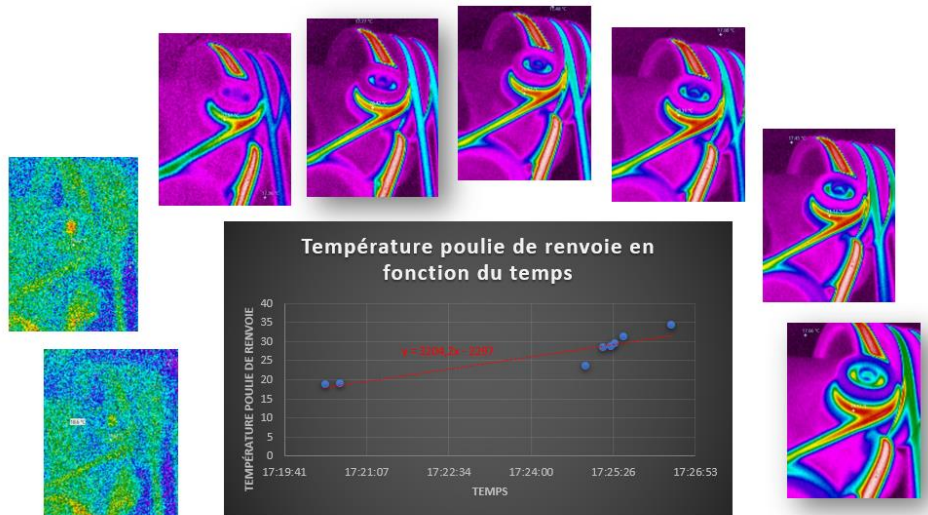 Température poulie de renvoie en
fonction du temps
TEMPÉRATURE POULIE DE RENVOIE
40
35
30
25
20
15
10
5
0
17:19:41 17:21:07 17:22:34 17:24:00 17:25:26 17:26:53
TEMPS